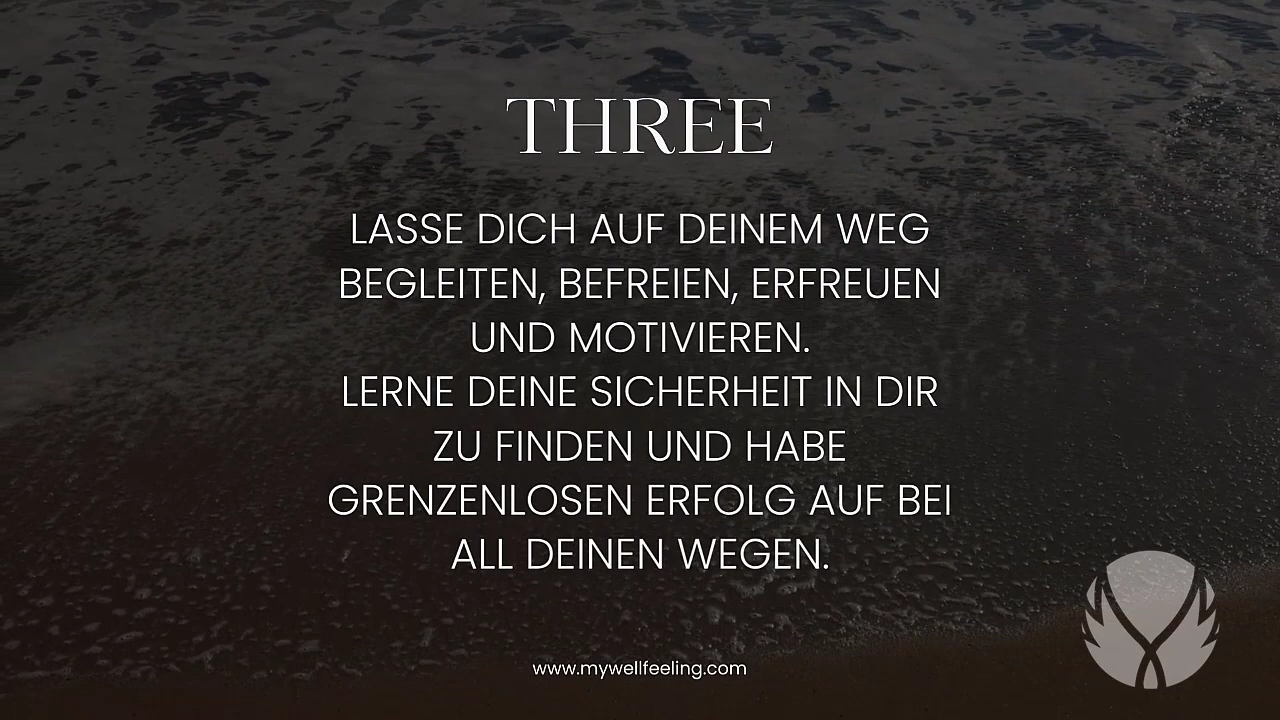 THREE
LASSE DICH AUF DEINEM WEG
BEGLEITEN, BEFREIEN, ERFREUEN
UND MOTIVIEREN.
LERNE DEINE SICHERHEIT IN DIR
ZU FINDEN UND HABE
GRENZENLOSEN ERFOLG AUF BEI
ALL DEINEN WEGEN.
www.mywellfeeling.com